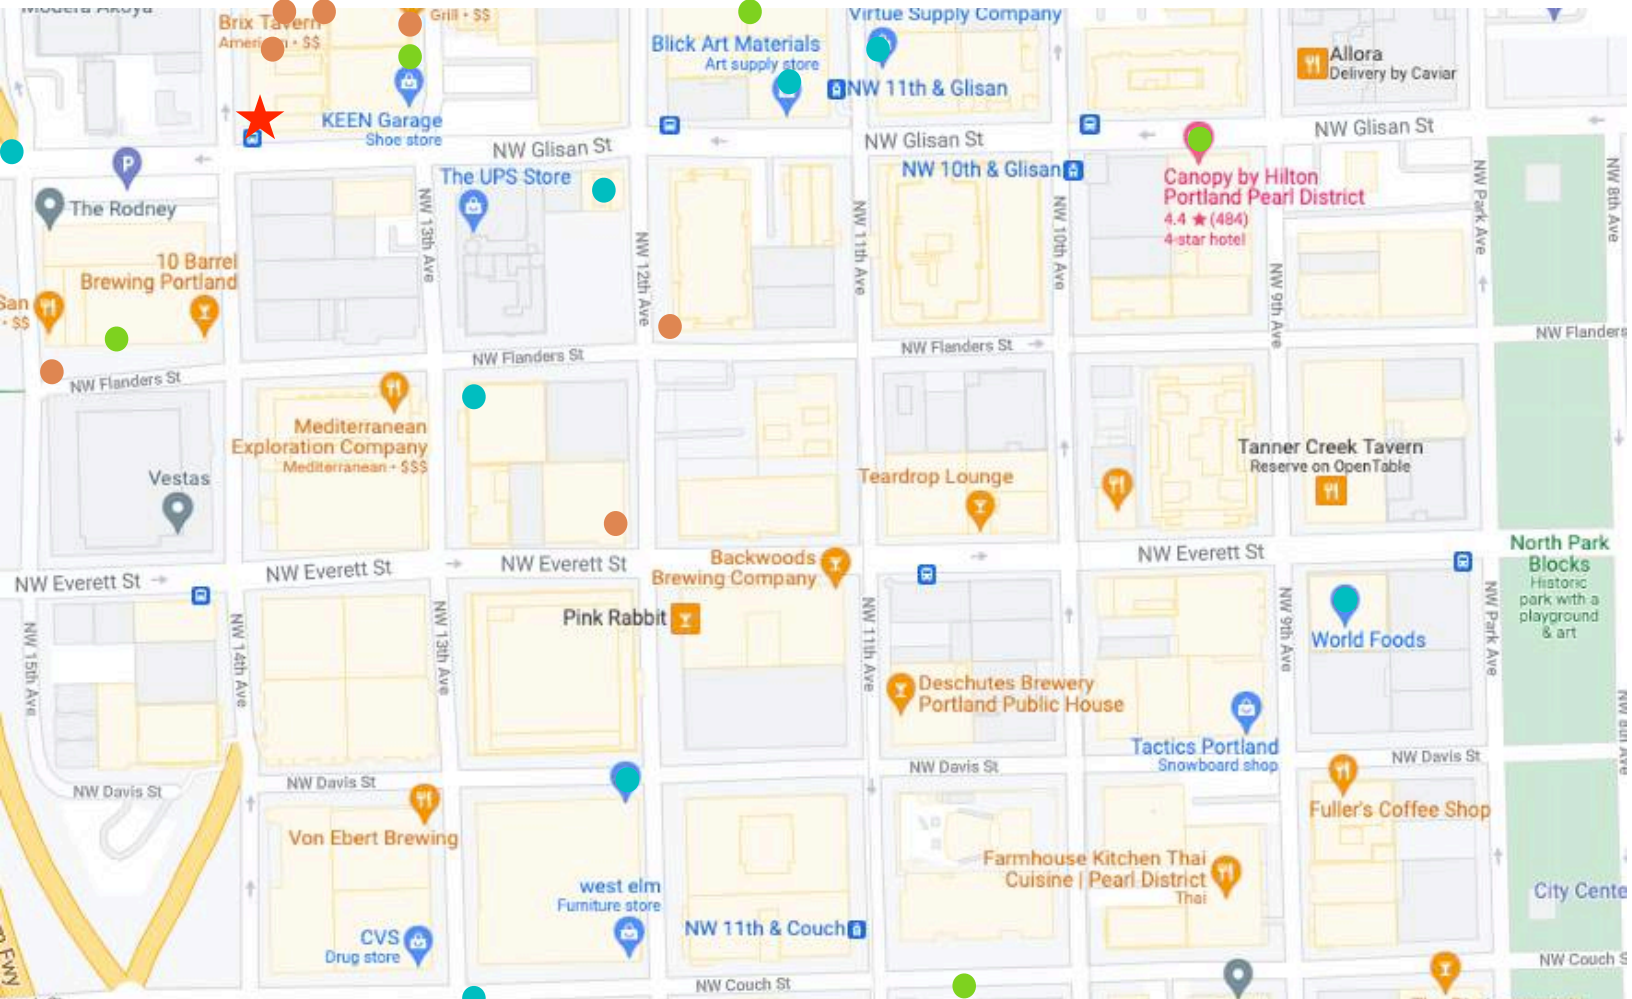 Modera Akoya
Brix Tavern
American • $$
Grill • $$
Virtue Supply Company
Blick Art Materials
Art supply store
NW 11th & Glisan
Allora
Delivery by Caviar
KEEN Garage
Shoe store
NW Glisan St
NW Glisan St
NW Glisan St
P
The Rodney
The UPS Store
NW 10th & Glisan
Canopy by Hilton
Portland Pearl District
4.4 ★ (484)
4-star hotel
NW 13th Ave
NW 12th Ave
NW 11th Ave
NW 10th Ave
NW 9th Ave
NW Park Ave
NW 8th Ave
10 Barrel
Brewing Portland
San
• $$
NW Flanders St
NW Flanders St
NW Flanders St
NW Flanders
Mediterranean
Exploration Company
Mediterranean • $$$
Vestas
Teardrop Lounge
Tanner Creek Tavern
Reserve on OpenTable
NW Everett St
NW Everett St
NW Everett St
NW Everett St
Backwoods
Brewing Company
Pink Rabbit
North Park
Blocks
Historic
park with a
playground
& art
World Foods
NW 15th Ave
NW 14th Ave
NW 13th Ave
NW 11th Ave
NW 9th Ave
NW Park Ave
NW 8th Ave
Deschutes Brewery
Portland Public House
Tactics Portland
Snowboard shop
NW Davis St
NW Davis St
NW Davis St
NW Davis St
Von Ebert Brewing
Fuller's Coffee Shop
Farmhouse Kitchen Thai
Cuisine | Pearl District
Thai
west elm
Furniture store
NW 11th & Couch
CVS
Drug store
City Cente
Fwy
NW Couch St
NW Couch S